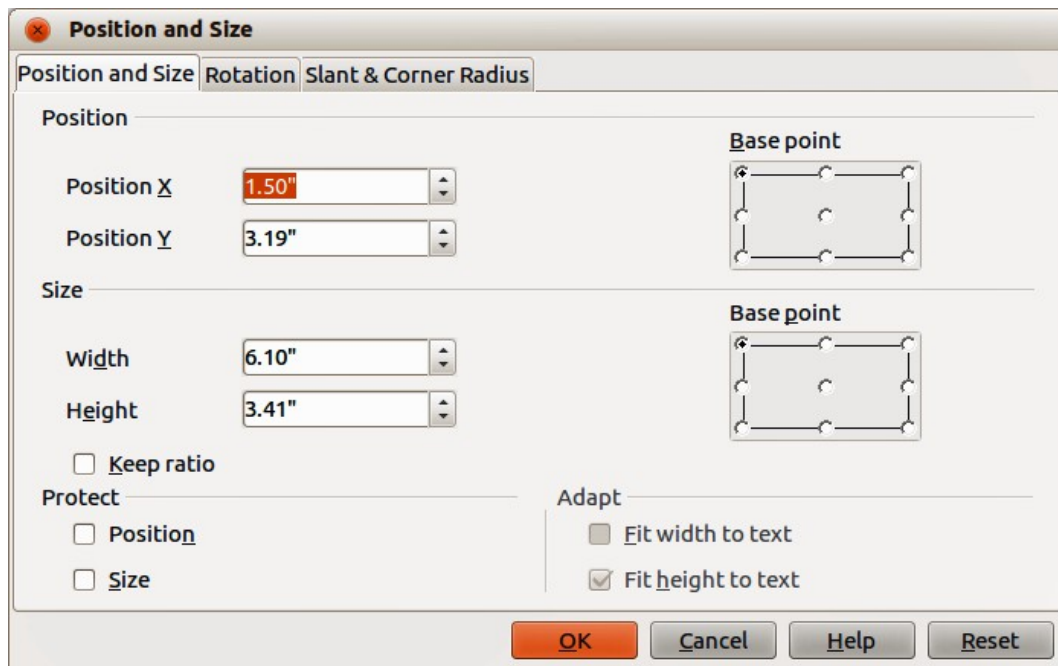 Position and Size
Position and Size Rotation Slant & Corner Radius
Position
Base point
Position X 1.50"
Position Y 3.19"
Size
Base point
Width 6.10"
Height 3.41"
Keep ratio
Protect
Adapt
Position
Fit width to text
Size
Fit height to text
OK Cancel Help Reset